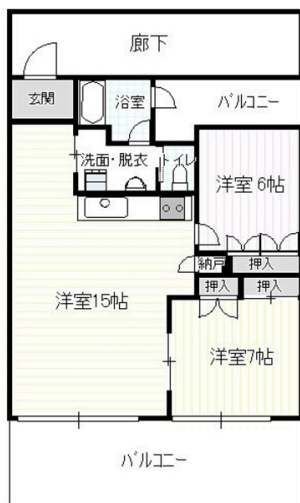 廊下
玄関
浴室
バルコニー
洗面・脱衣
トイレ
洋室 6帖
納戸
押入
押入
押入
洋室15帖
洋室7帖
バルコニー